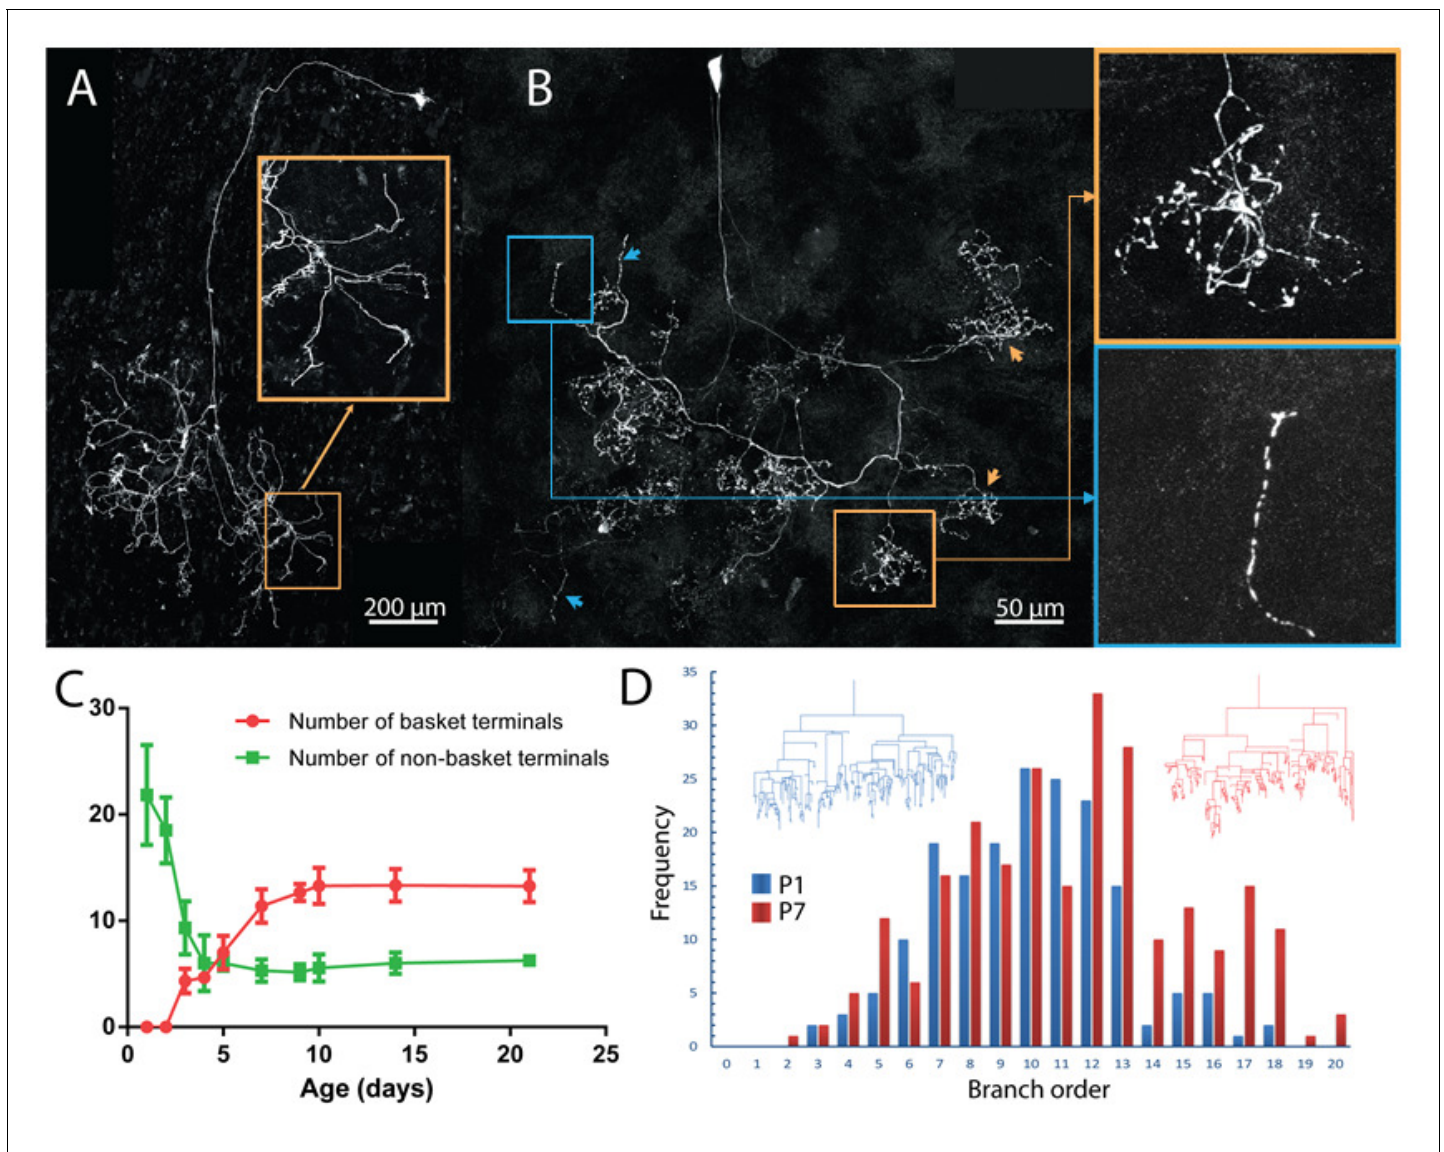 A
B
200 µm
50 µm
C
30
20
10
0
Number of basket terminals
Number of non-basket terminals
0 5 10 15 20 25
Age (days)
D
35
30
25
20
15
10
5
0
Frequency
P1
P7
0 1 2 3 4 5 6 7 8 9 10 11 12 13 14 15 16 17 18 19 20
Branch order